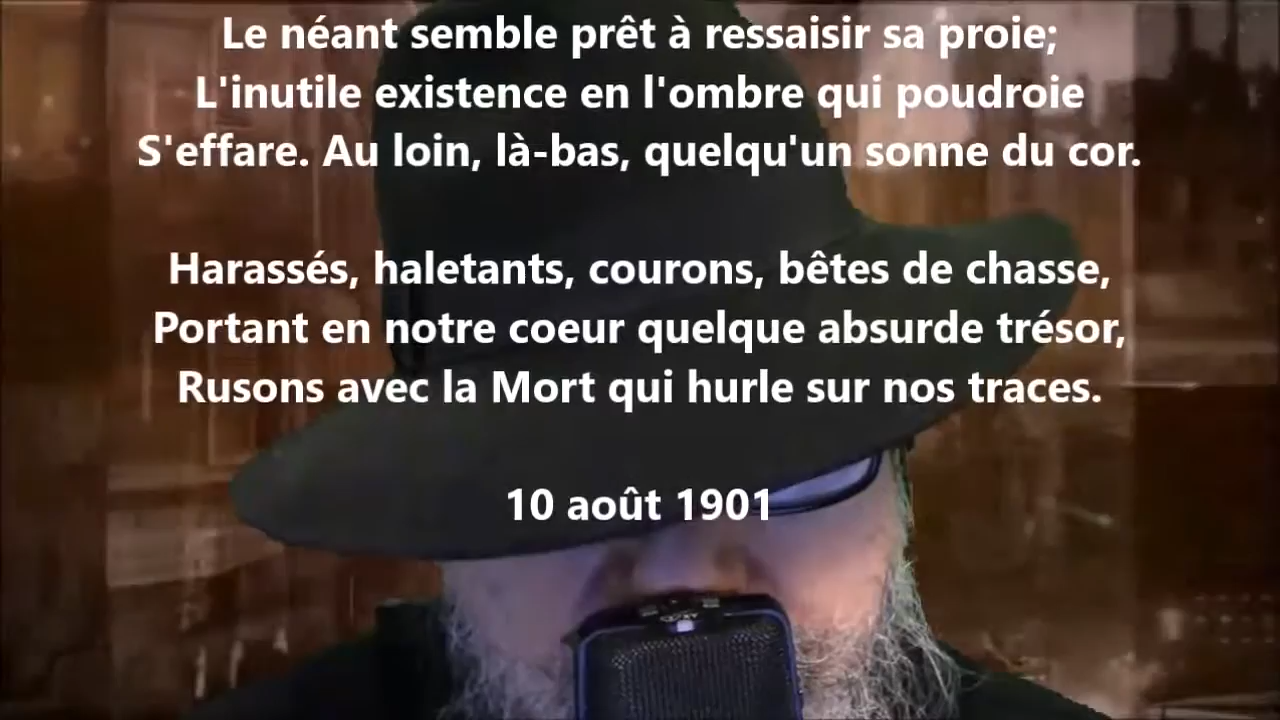 Le néant semble prêt à ressaisir sa proie;
L'inutile existence en l'ombre qui poudroie
S'effare. Au loin, là-bas, quelqu'un sonne du cor.
Harassés, haletants, courons, bêtes de chasse,
Portant en notre coeur quelque absurde trésor,
Rusons avec la Mort qui hurle sur nos traces.
10 août 1901